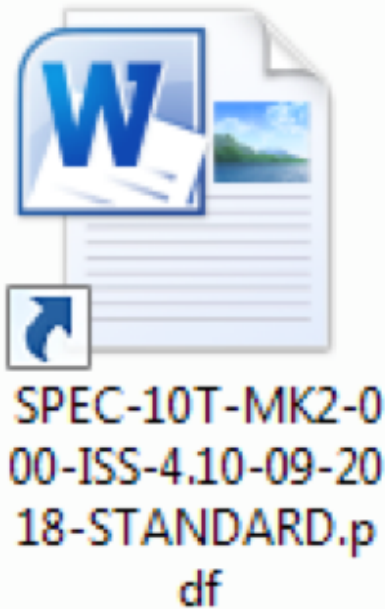 W
SPEC-10T-MK2-0
00-ISS-4.10-09-20
18-STANDARD.p
df